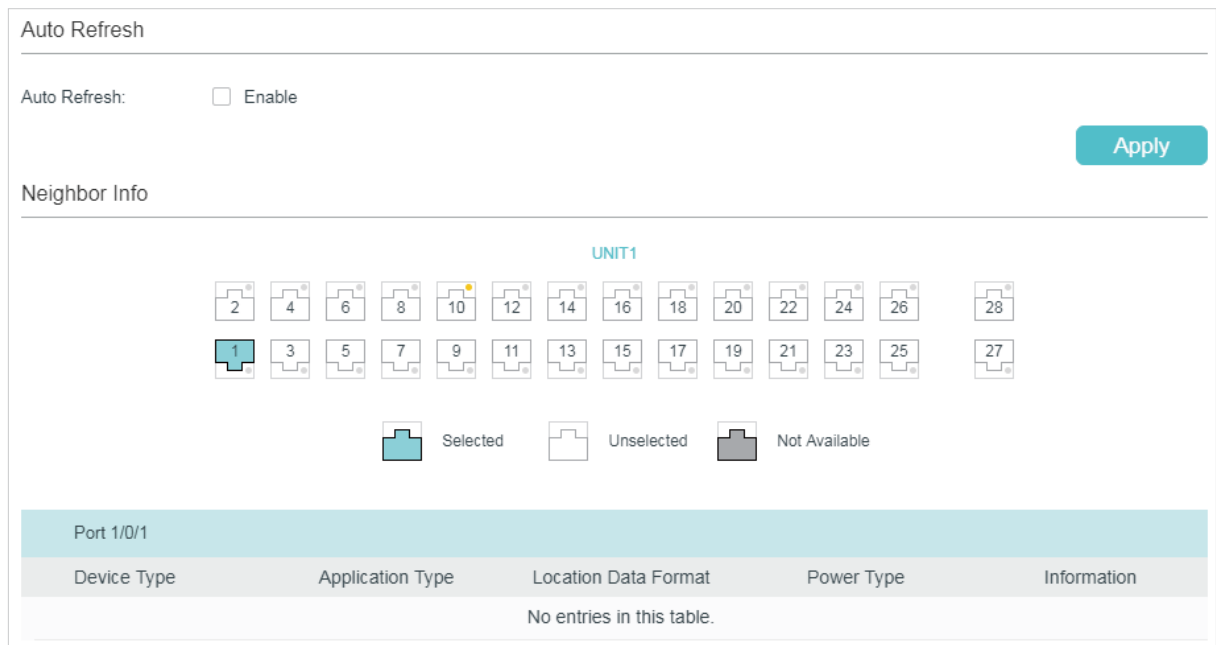 Auto Refresh
Auto Refresh: Enable
Apply
Neighbor Info
UNIT1
2 4 6 8 10 12 14 16 18 20 22 24 26 28
1 3 5 7 9 11 13 15 17 19 21 23 25 27
Selected Unselected Not Available
Port 1/0/1
Device Type Application Type Location Data Format Power Type Information
No entries in this table.